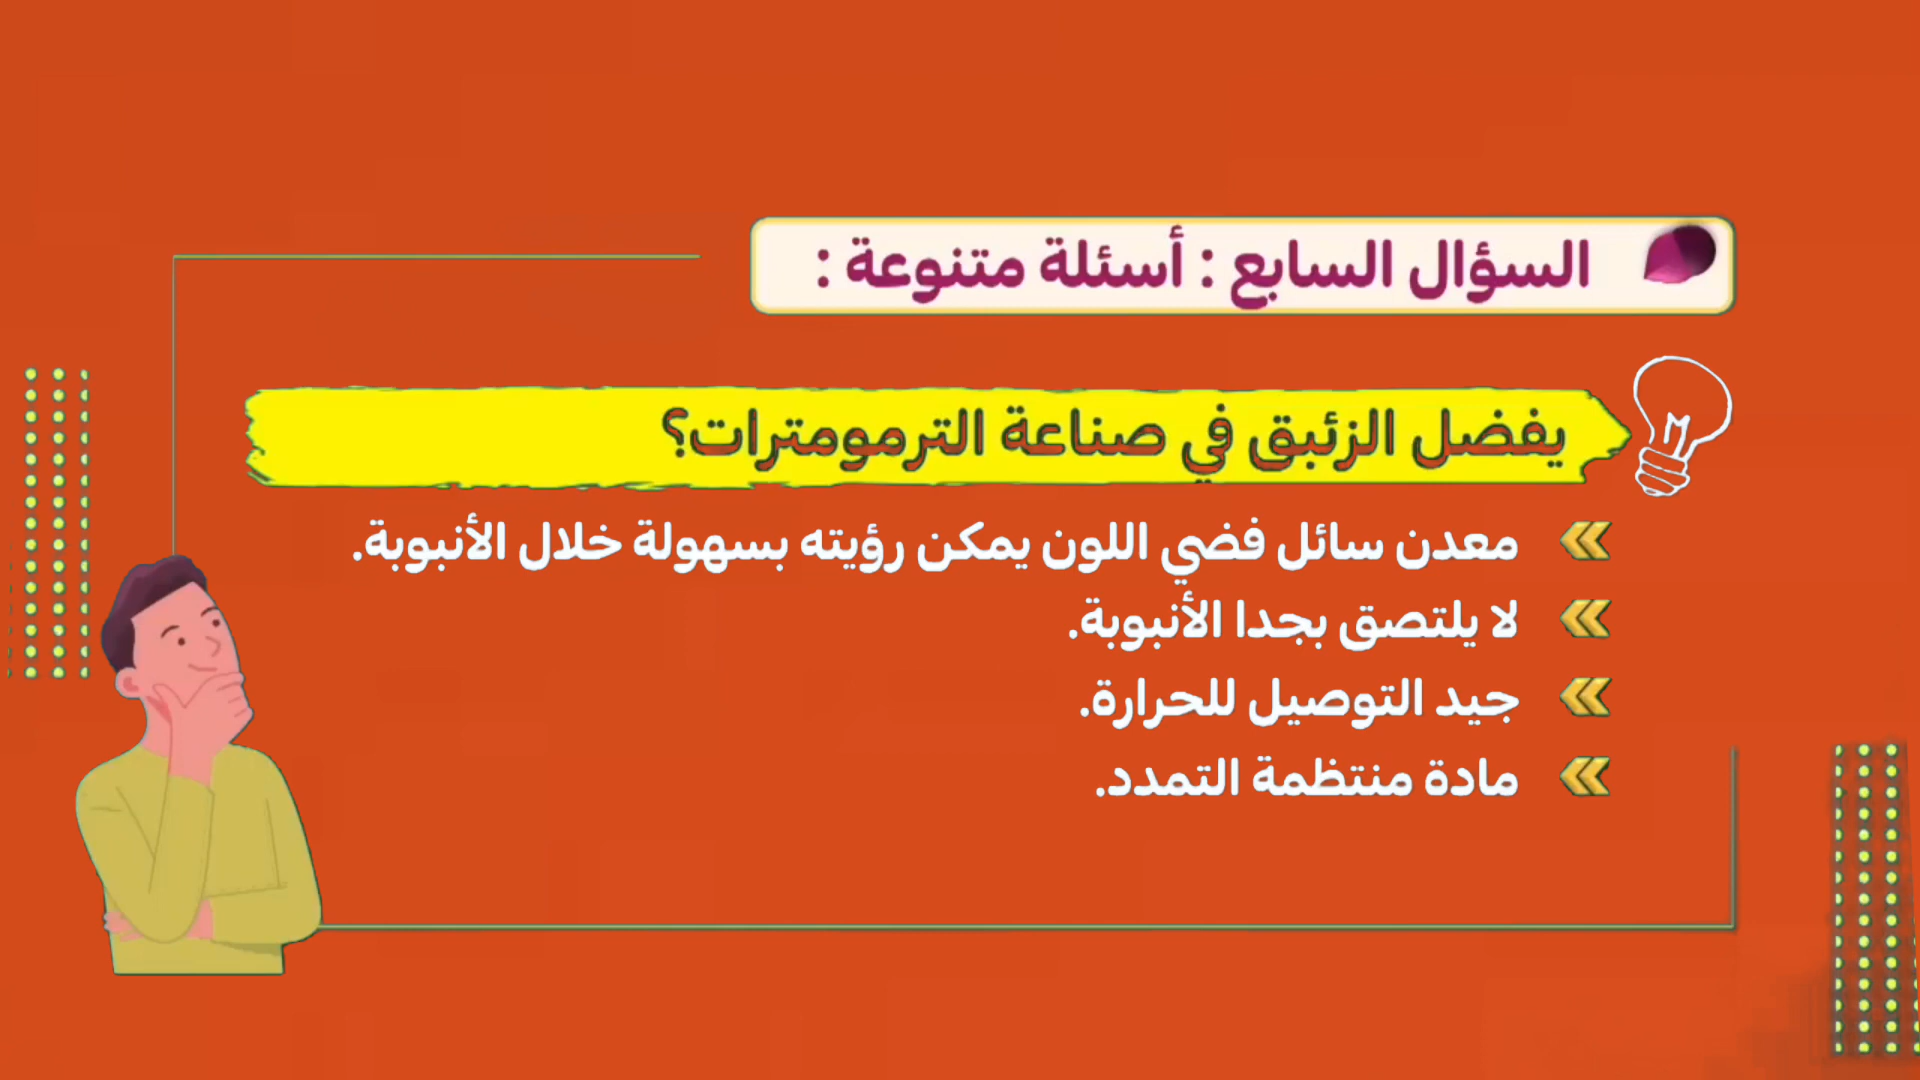 السؤال السابع : أسئلة متنوعة :
يفضل الزئبق في صناعة الترمومترات؟
معدن سائل فضي اللون يمكن رؤيته بسهولة خلال الأنبوبة.
لا يلتصق بجدا الأنبوبة.
جيد التوصيل للحرارة.
مادة منتظمة التمدد.